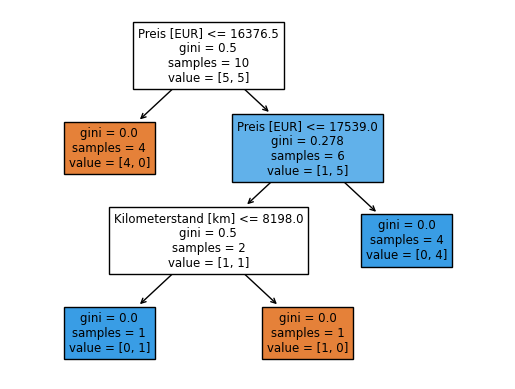 Preis [EUR] <= 16376.5
gini = 0.5
samples = 10
value = [5, 5]
gini = 0.0
samples = 4
value = [4, 0]
Preis [EUR] <= 17539.0
gini = 0.278
samples = 6
value = [1, 5]
Kilometerstand [km] <= 8198.0
gini = 0.5
samples = 2
value = [1, 1]
gini = 0.0
samples = 4
value = [0, 4]
gini = 0.0
samples = 1
value = [0, 1]
gini = 0.0
samples = 1
value = [1, 0]